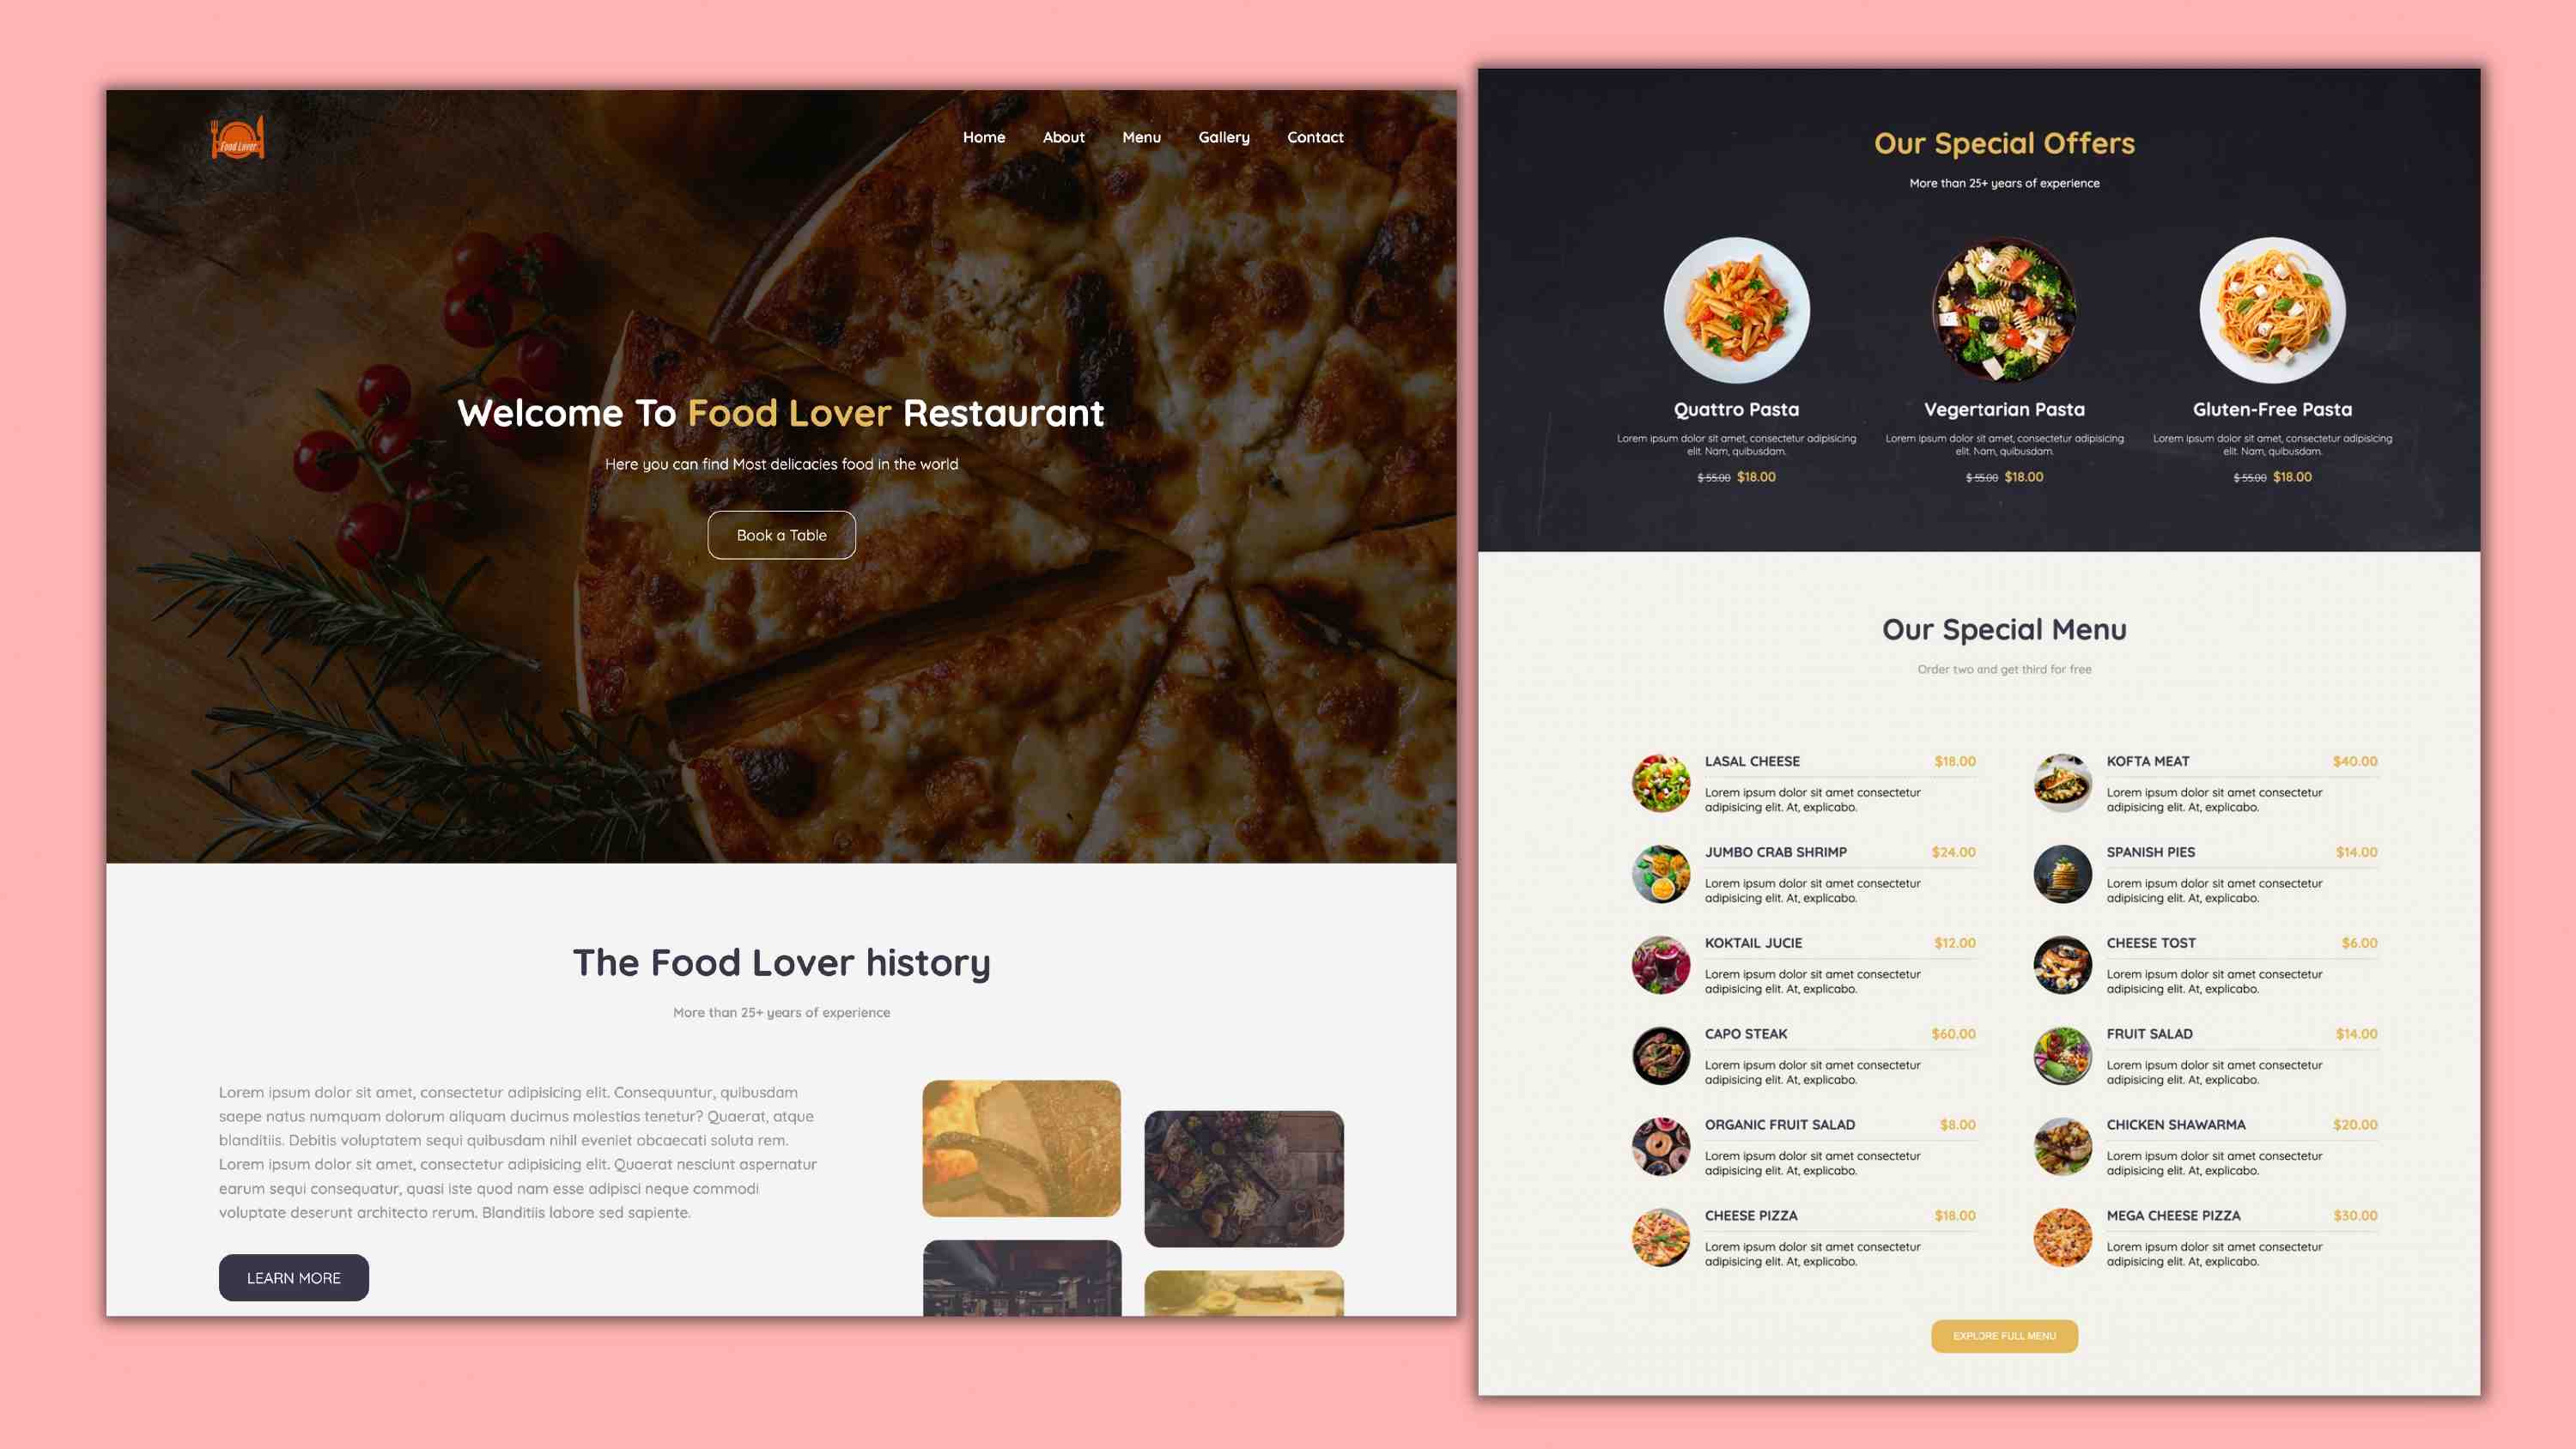 Food Lover
Home About Menu Gallery Contact
Welcome To Food Lover Restaurant
Here you can find Most delicacies food in the world
Book a Table
The Food Lover history
More than 25+ years of experience
Lorem ipsum dolor sit amet, consectetur adipisicing elit. Consequuntur, quibusdam
saepe natus numquam dolorum aliquam ducimus molestias tenetur? Quaerat, atque
blanditiis. Debitis voluptatem sequi quibusdam nihil eveniet obcaecati soluta rem.
Lorem ipsum dolor sit amet, consectetur adipisicing elit. Quaerat nesciunt aspernatur
earum sequi consequatur, quasi iste quod nam esse adipisci neque commodi
voluptate deserunt architecto rerum. Blanditiis labore sed sapiente.
LEARN MORE
Our Special Offers
More than 25+ years of experience
Quattro Pasta
Lorem ipsum dolor sit amet, consectetur adipisicing
elit. Nam, quibusdam.
$ 55.00 $18.00
Vegertarian Pasta
Lorem ipsum dolor sit amet, consectetur adipisicing
elit. Nam, quibusdam.
$ 55.00 $18.00
Gluten-Free Pasta
Lorem ipsum dolor sit amet, consectetur adipisicing
elit. Nam, quibusdam.
$ 55.00 $18.00
Our Special Menu
Order two and get third for free
LASAL CHEESE $18.00
Lorem ipsum dolor sit amet consectetur
adipisicing elit. At, explicabo.
JUMBO CRAB SHRIMP $24.00
Lorem ipsum dolor sit amet consectetur
adipisicing elit. At, explicabo.
KOKTAIL JUCIE $12.00
Lorem ipsum dolor sit amet consectetur
adipisicing elit. At, explicabo.
CAPO STEAK $60.00
Lorem ipsum dolor sit amet consectetur
adipisicing elit. At, explicabo.
ORGANIC FRUIT SALAD $8.00
Lorem ipsum dolor sit amet consectetur
adipisicing elit. At, explicabo.
CHEESE PIZZA $18.00
Lorem ipsum dolor sit amet consectetur
adipisicing elit. At, explicabo.
KOFTA MEAT $40.00
Lorem ipsum dolor sit amet consectetur
adipisicing elit. At, explicabo.
SPANISH PIES $14.00
Lorem ipsum dolor sit amet consectetur
adipisicing elit. At, explicabo.
CHEESE TOST $6.00
Lorem ipsum dolor sit amet consectetur
adipisicing elit. At, explicabo.
FRUIT SALAD $14.00
Lorem ipsum dolor sit amet consectetur
adipisicing elit. At, explicabo.
CHICKEN SHAWARMA $20.00
Lorem ipsum dolor sit amet consectetur
adipisicing elit. At, explicabo.
MEGA CHEESE PIZZA $30.00
Lorem ipsum dolor sit amet consectetur
adipisicing elit. At, explicabo.
EXPLORE FULL MENU